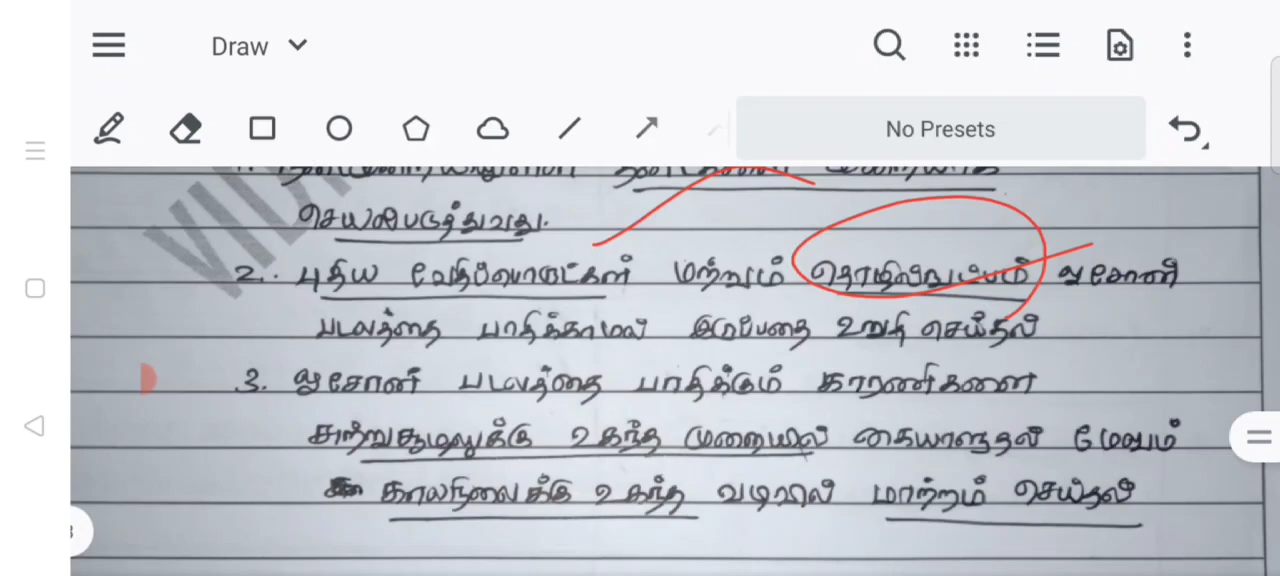 Draw
No Presets
செயல்படுத்துவது.
2. புதிய வேதிப்பொருட்கள் மற்றும் தொழில்நுட்பம் ஓசோன்
படலத்தை பாதிக்காமல் இருப்பதை உறுதி செய்தல்
3. ஓசோன் படலத்தை பாதிக்கும் காரணிகளை
சுற்றுசூழலுக்கு உகந்த முறையில் கையாளுதல் மேலும்
காலநிலைக்கு உகந்த வழியில் மாற்றம் செய்தல்